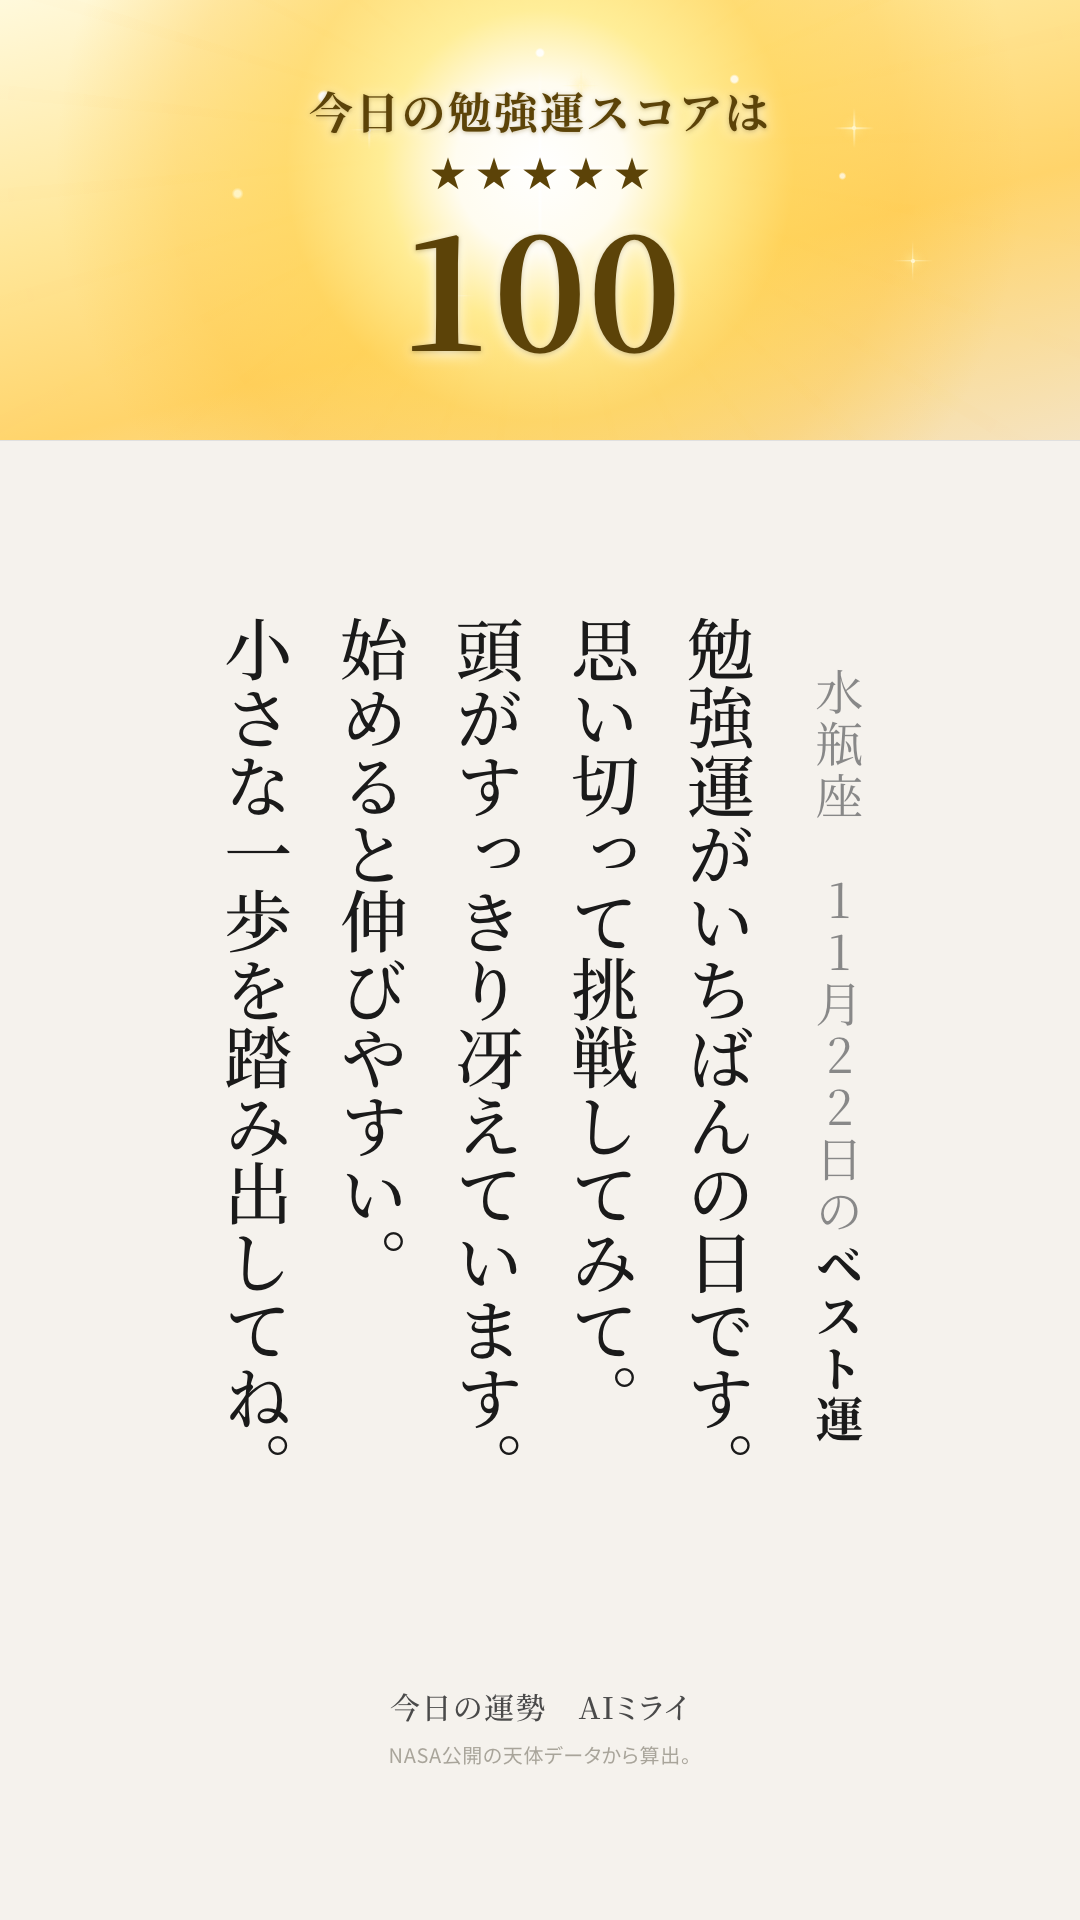 今日の勉強運スコアは
★★★★★
100
水瓶座　11月22日のベスト運
勉強運がいちばんの日です。
思い切って挑戦してみて。
頭がすっきり冴えています。
始めると伸びやすい。
小さな一歩を踏み出してね。
今日の運勢　AIミライ
NASA公開の天体データから算出。